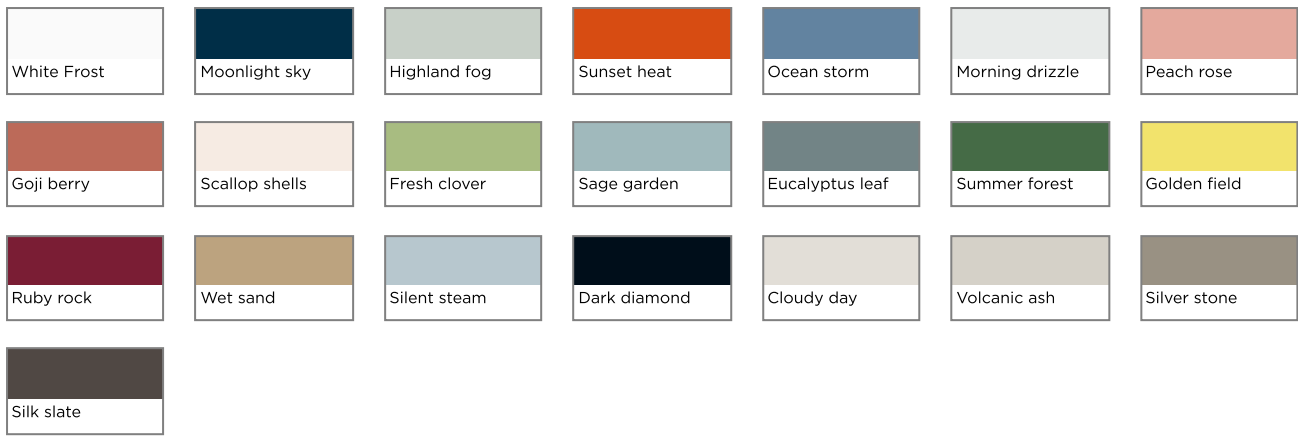 White Frost
Moonlight sky
Highland fog
Sunset heat
Ocean storm
Morning drizzle
Peach rose
Goji berry
Scallop shells
Fresh clover
Sage garden
Eucalyptus leaf
Summer forest
Golden field
Ruby rock
Wet sand
Silent steam
Dark diamond
Cloudy day
Volcanic ash
Silver stone
Silk slate